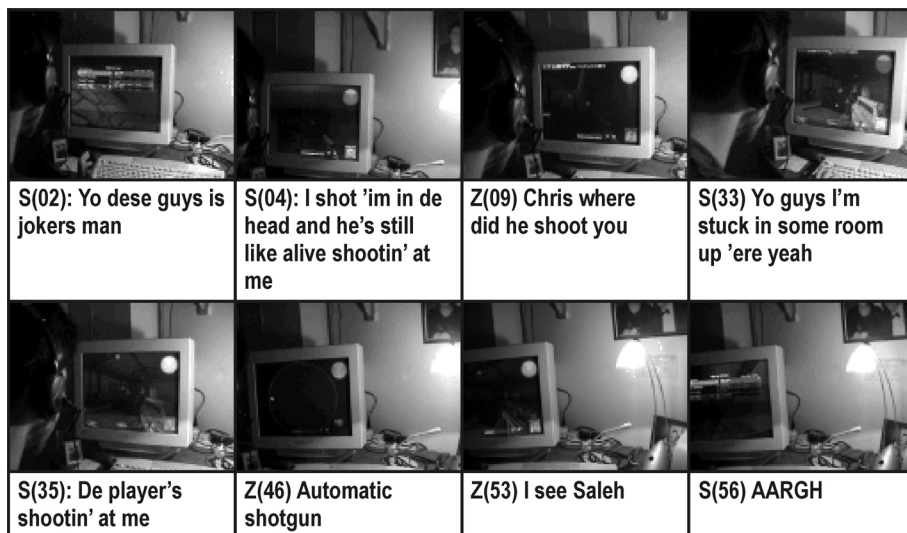 S(02): Yo dese guys is
jokers man
S(04): I shot ’im in de
head and he’s still
like alive shootin’ at
me
Z(09) Chris where
did he shoot you
S(33) Yo guys I’m
stuck in some room
up ’ere yeah
S(35): De player’s
shootin’ at me
Z(46) Automatic
shotgun
Z(53) I see Saleh
S(56) AARGH